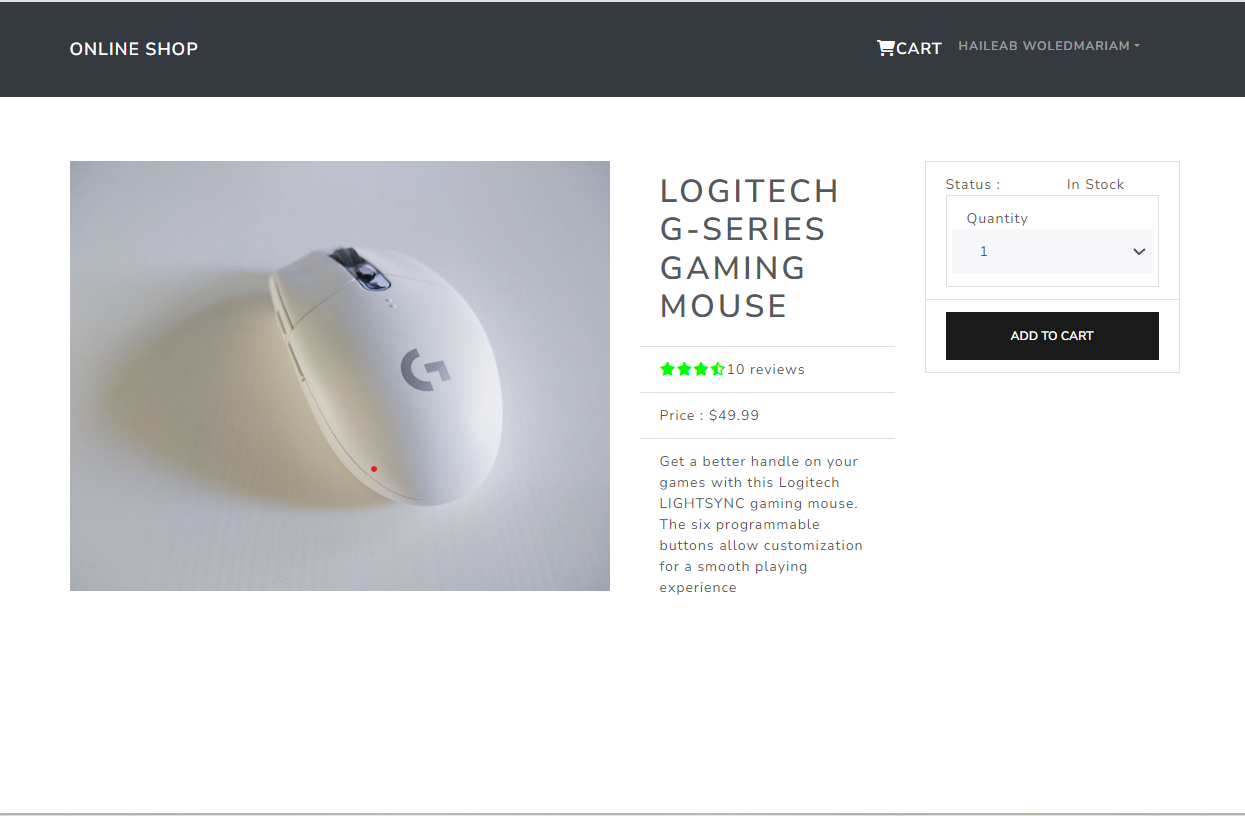 ONLINE SHOP
CART
HAILEAB WOLEDMARIAM
LOGITECH
G-SERIES
GAMING
MOUSE
10 reviews
Price : $49.99
Get a better handle on your
games with this Logitech
LIGHTSYNC gaming mouse.
The six programmable
buttons allow customization
for a smooth playing
experience
Status : In Stock
Quantity
1
ADD TO CART